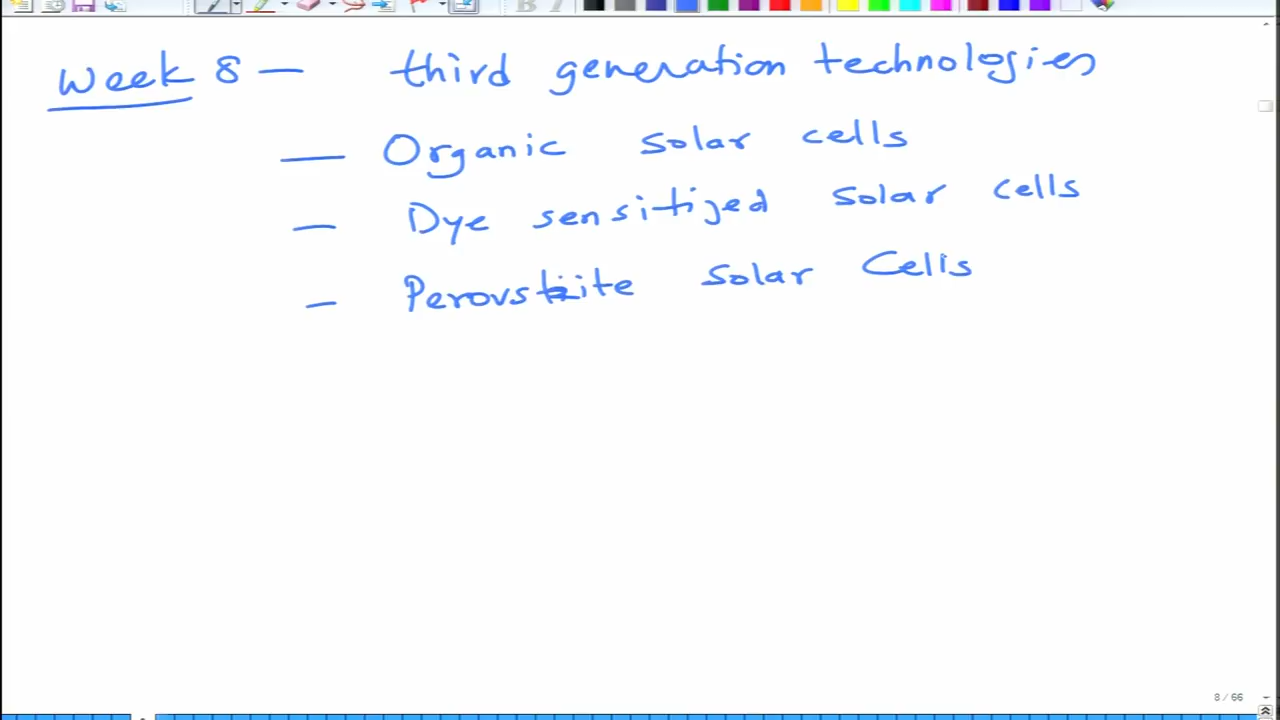 Week 8 — third generation technologies
— Organic solar cells
— Dye sensitized solar cells
— Perovskite Solar Cells
8 / 66